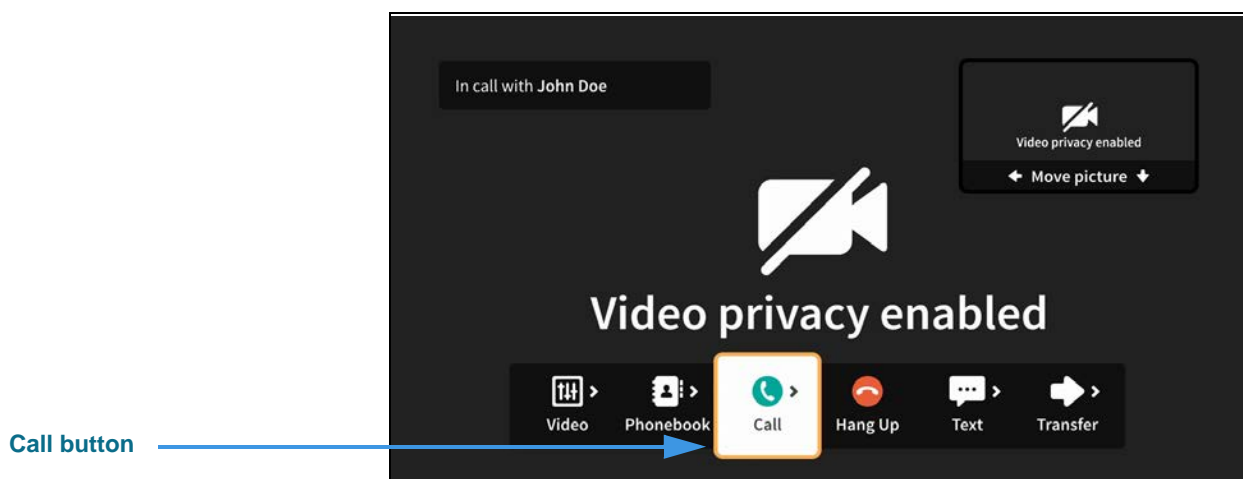 In call with John Doe
Video privacy enabled
Move picture
Video privacy enabled
Video
Phonebook
Call
Hang Up
Text
Transfer
Call button